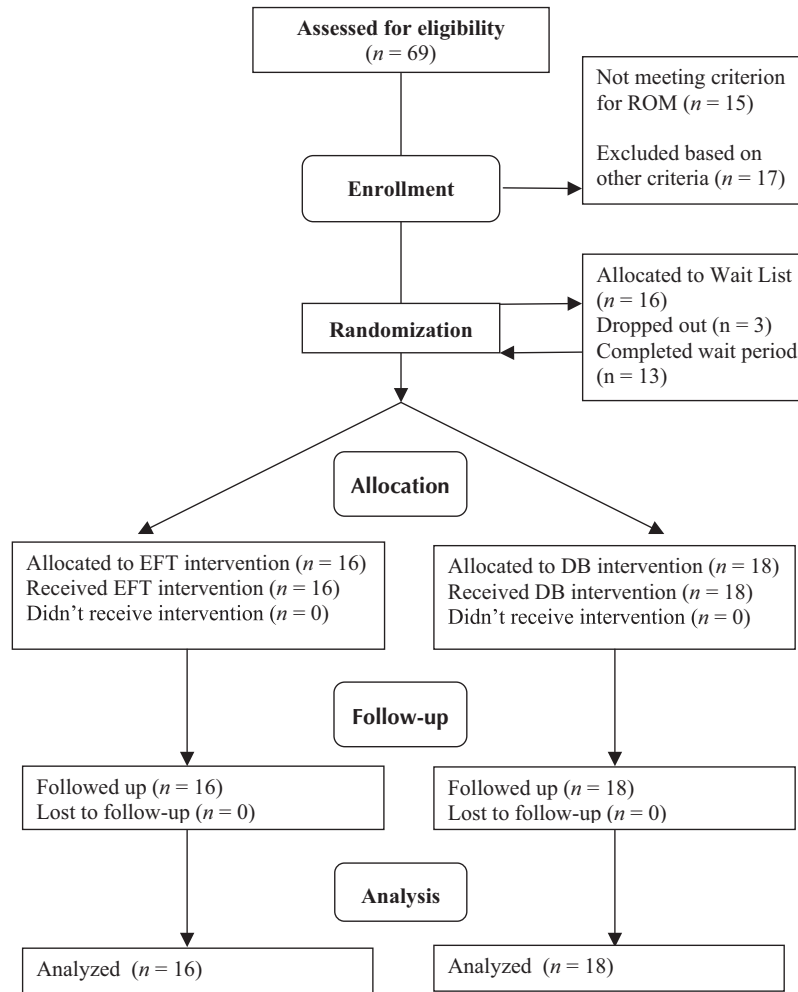 Assessed for eligibility
(n = 69)
Not meeting criterion
for ROM (n = 15)
Excluded based on
other criteria (n = 17)
Enrollment
Allocated to Wait List
(n = 16)
Dropped out (n = 3)
Completed wait period
(n = 13)
Randomization
Allocation
Allocated to EFT intervention (n = 16)
Received EFT intervention (n = 16)
Didn’t receive intervention (n = 0)
Allocated to DB intervention (n = 18)
Received DB intervention (n = 18)
Didn’t receive intervention (n = 0)
Follow-up
Followed up (n = 16)
Lost to follow-up (n = 0)
Followed up (n = 18)
Lost to follow-up (n = 0)
Analysis
Analyzed (n = 16)
Analyzed (n = 18)